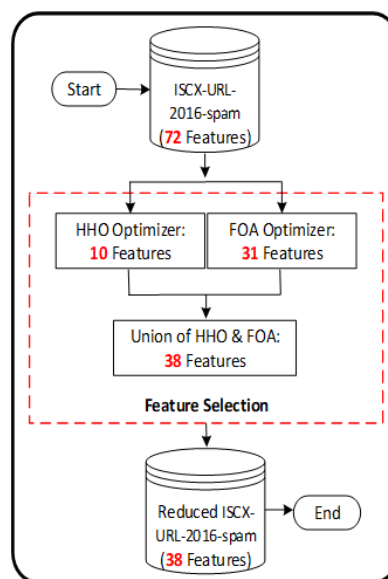 Start
ISCX-URL-
2016-spam
(72 Features)
HHO Optimizer:
10 Features
FOA Optimizer:
31 Features
Union of HHO & FOA:
38 Features
Feature Selection
Reduced ISCX-
URL-2016-spam
(38 Features)
End